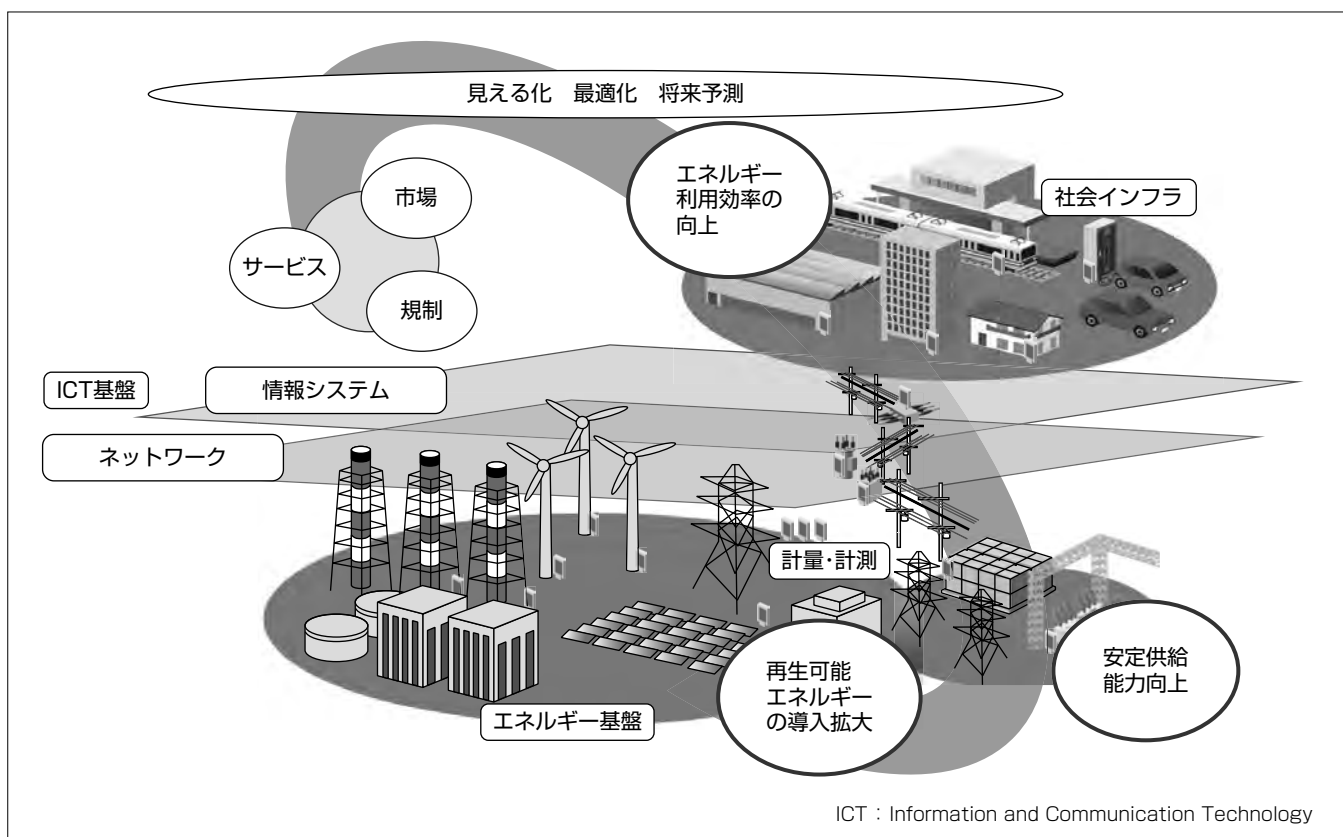 見える化　最適化　将来予測
エネルギー
利用効率の
向上
社会インフラ
市場
サービス
規制
ICT基盤
情報システム
ネットワーク
計量・計測
再生可能
エネルギー
の導入拡大
安定供給
能力向上
エネルギー基盤
ICT：Information and Communication Technology